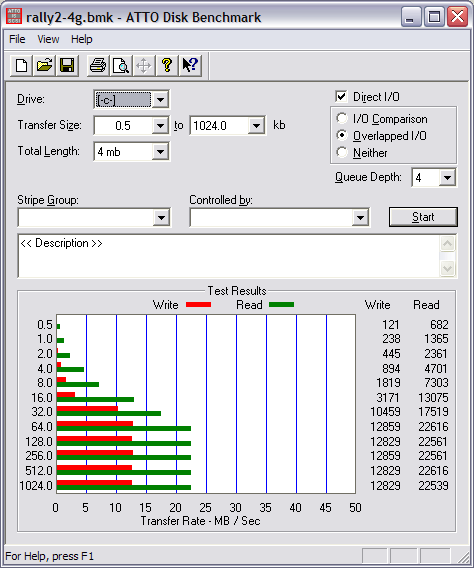 rally2-4g.bmk - ATTO Disk Benchmark
File View Help
Drive: [-c-] Direct I/O
Transfer Size: 0.5 to 1024.0 kb I/O Comparison
Overlapped I/O
Total Length: 4 mb Neither
Queue Depth: 4
Stripe Group: Controlled by:
Start
<< Description >>
Test Results
Write Read Write Read
0.5 121 682
1.0 238 1365
2.0 445 2361
4.0 894 4701
8.0 1819 7303
16.0 3171 13075
32.0 10459 17519
64.0 12859 22616
128.0 12829 22561
256.0 12859 22561
512.0 12829 22616
1024.0 12829 22539
0 5 10 15 20 25 30 35 40 45 50
Transfer Rate - MB / Sec
For Help, press F1